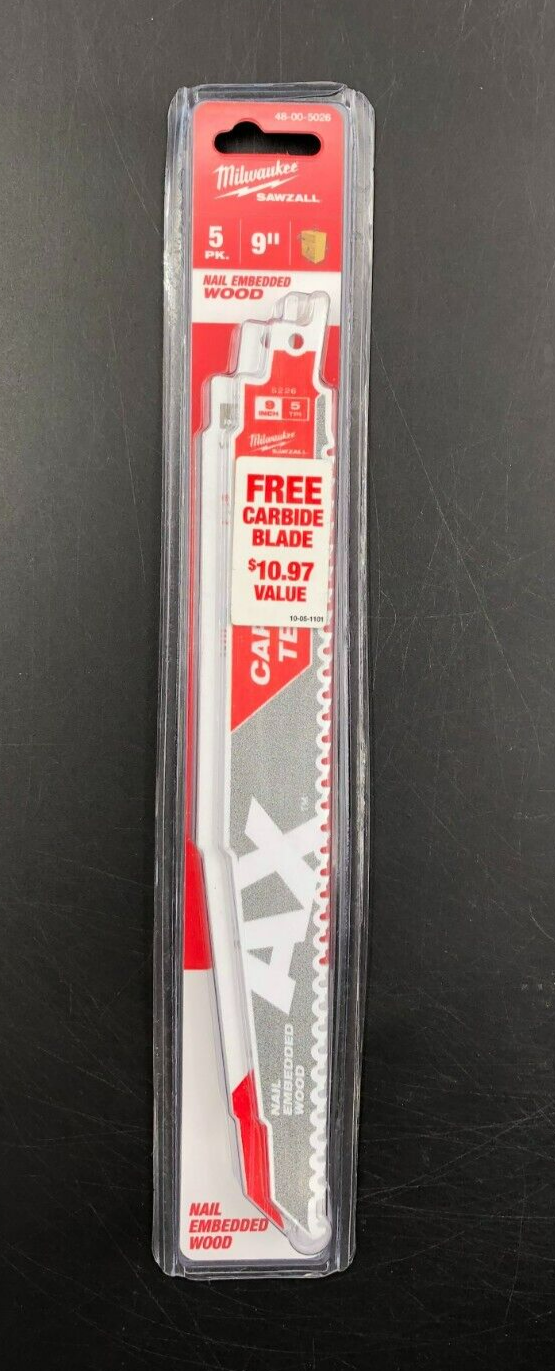 48-00-5026
Milwaukee
SAWZALL
5
PK.
9"
NAIL EMBEDDED
WOOD
5226
9
INCH
5
TPI
Milwaukee
SAWZALL
FREE
CARBIDE
BLADE
$10.97
VALUE
10-05-1101
AX™
NAIL
EMBEDDED
WOOD
NAIL
EMBEDDED
WOOD